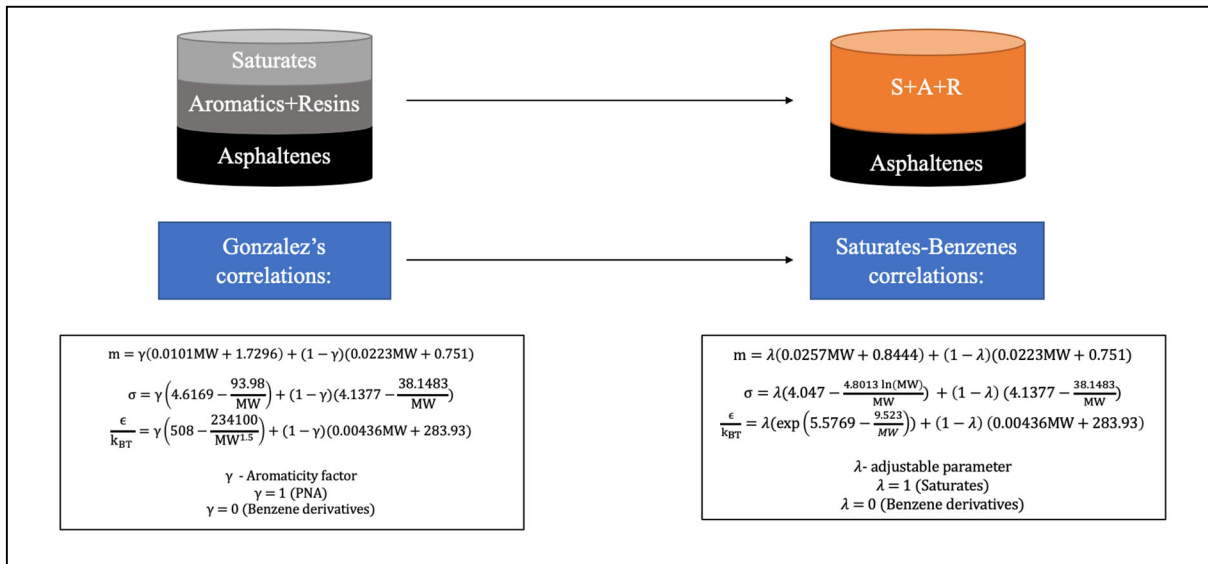 Saturates
Aromatics+Resins
Asphaltenes
S+A+R
Asphaltenes
Gonzalez's
correlations:
Saturates-Benzenes
correlations:
m = γ(0.0101MW + 1.7296) + (1 − γ)(0.0223MW + 0.751)
σ = γ(4.6169 − 93.98/MW) + (1 − γ)(4.1377 − 38.1483/MW)
ϵ/k_BT = γ(508 − 234100/MW^1.5) + (1 − γ)(0.00436MW + 283.93)
γ - Aromaticity factor
γ = 1 (PNA)
γ = 0 (Benzene derivatives)
m = λ(0.0257MW + 0.8444) + (1 − λ)(0.0223MW + 0.751)
σ = λ(4.047 − 4.8013 ln(MW)/MW) + (1 − λ) (4.1377 − 38.1483/MW)
ϵ/k_BT = λ(exp(5.5769 − 9.523/MW)) + (1 − λ) (0.00436MW + 283.93)
λ- adjustable parameter
λ = 1 (Saturates)
λ = 0 (Benzene derivatives)